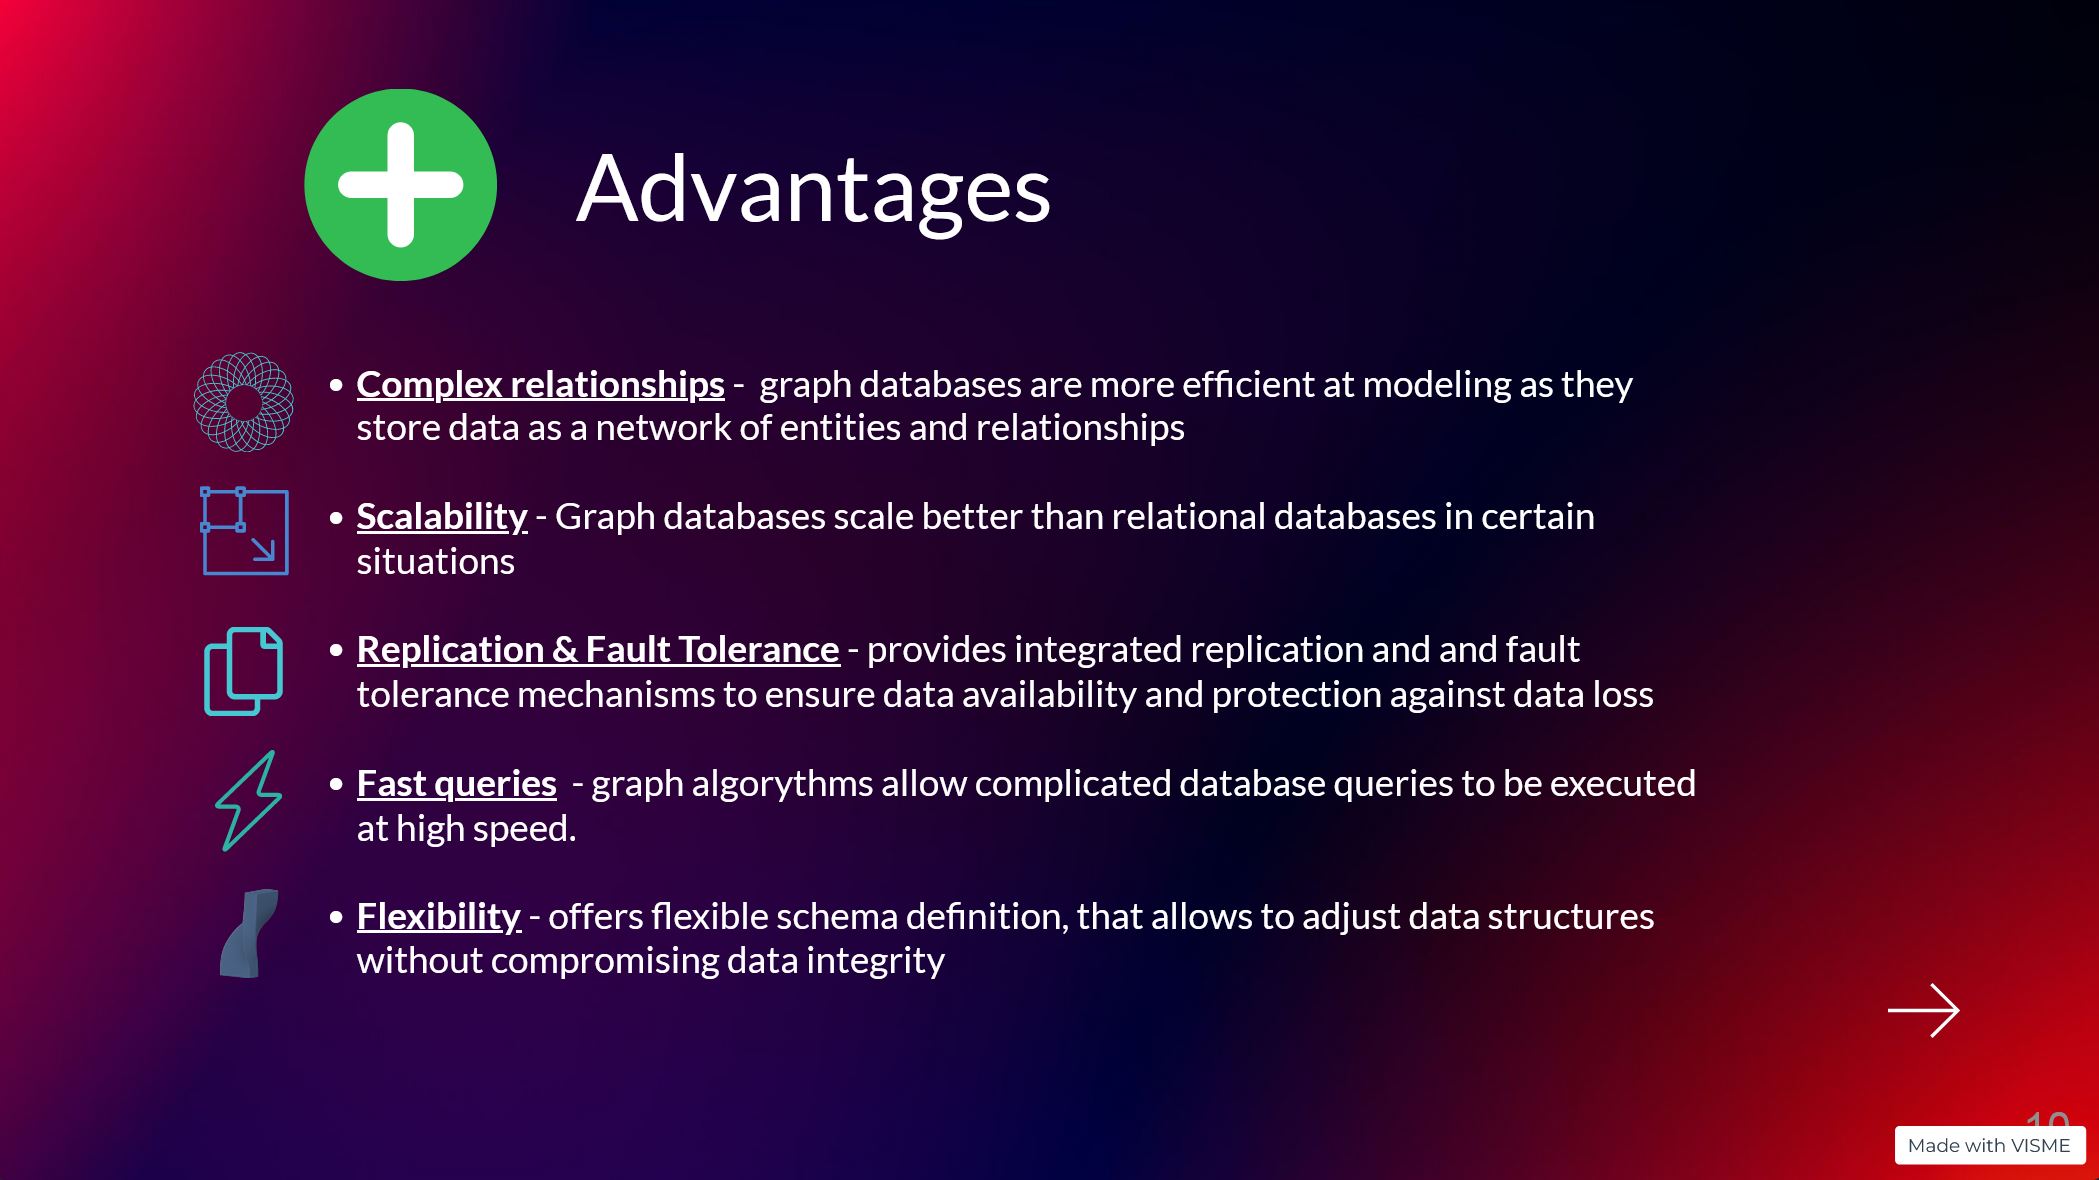 Advantages
• Complex relationships - graph databases are more efficient at modeling as they
store data as a network of entities and relationships
• Scalability - Graph databases scale better than relational databases in certain
situations
• Replication & Fault Tolerance - provides integrated replication and and fault
tolerance mechanisms to ensure data availability and protection against data loss
• Fast queries - graph algorythms allow complicated database queries to be executed
at high speed.
• Flexibility - offers flexible schema definition, that allows to adjust data structures
without compromising data integrity
Made with VISME